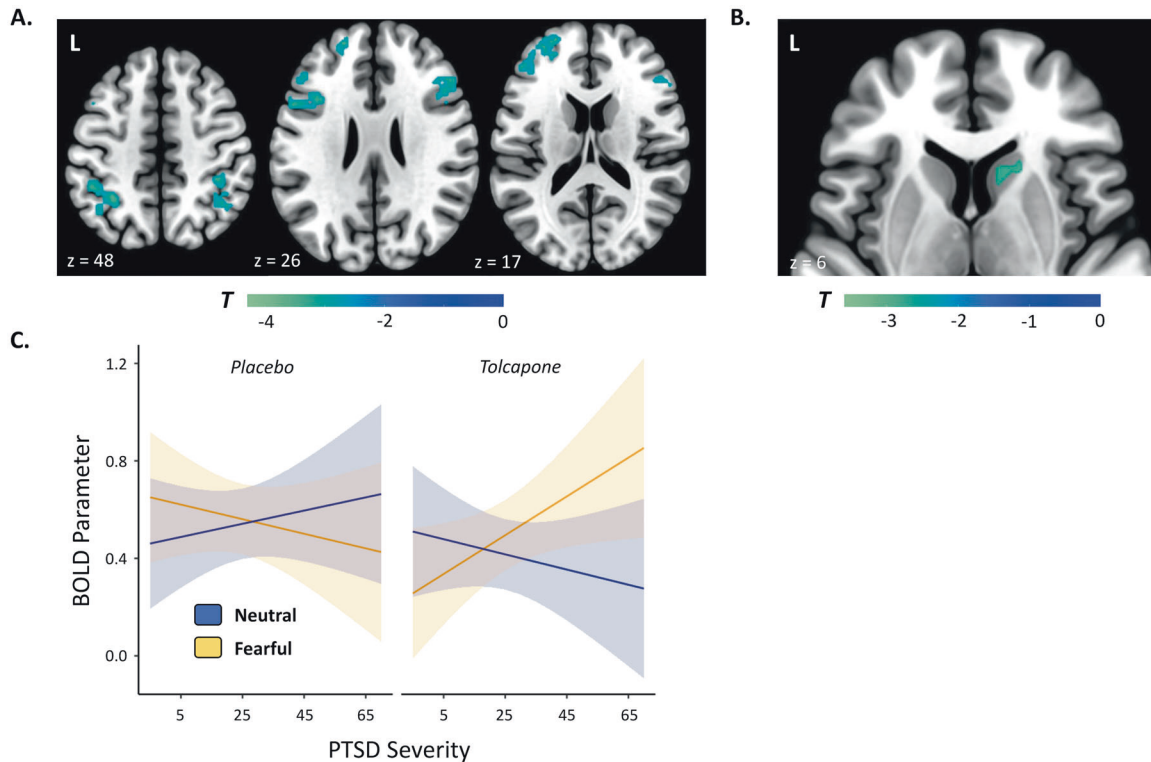 A.
B.
L
L
z = 48
z = 26
z = 17
z = 6
T
-4
-2
0
T
-3
-2
-1
0
C.
Placebo
Tolcapone
1.2
0.8
0.4
0.0
BOLD Parameter
Neutral
Fearful
5 25 45 65
5 25 45 65
PTSD Severity